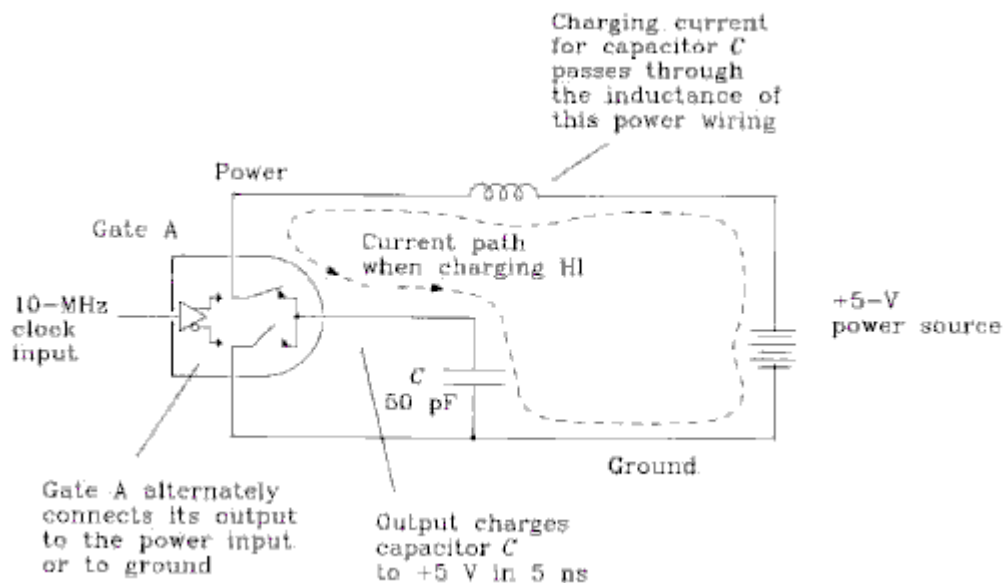 Charging current
for capacitor C
passes through
the inductance of
this power wiring
Power
Gate A
Current path
when charging HI
10-MHz
clock
input
+5-V
power source
C
50 pF
Ground
Gate A alternately
connects its output
to the power input
or to ground
Output charges
capacitor C
to +5 V in 5 ns